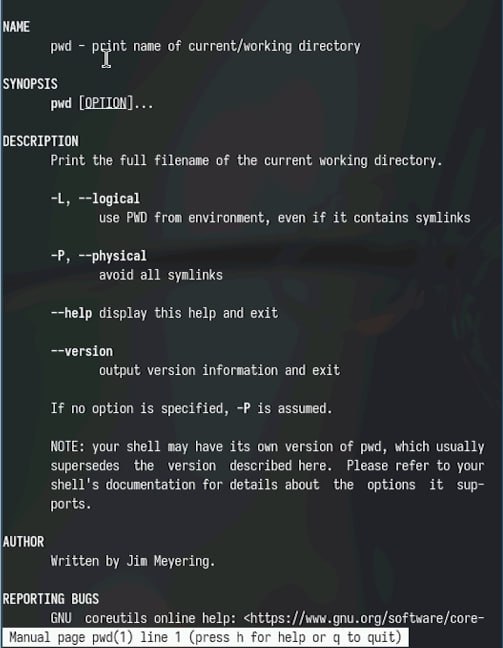 NAME
pwd - print name of current/working directory
SYNOPSIS
pwd [OPTION]...
DESCRIPTION
Print the full filename of the current working directory.
-L, --logical
use PWD from environment, even if it contains symlinks
-P, --physical
avoid all symlinks
--help display this help and exit
--version
output version information and exit
If no option is specified, -P is assumed.
NOTE: your shell may have its own version of pwd, which usually
supersedes the version described here. Please refer to your
shell's documentation for details about the options it sup-
ports.
AUTHOR
Written by Jim Meyering.
REPORTING BUGS
GNU coreutils online help: <https://www.gnu.org/software/core-
Manual page pwd(1) line 1 (press h for help or q to quit)